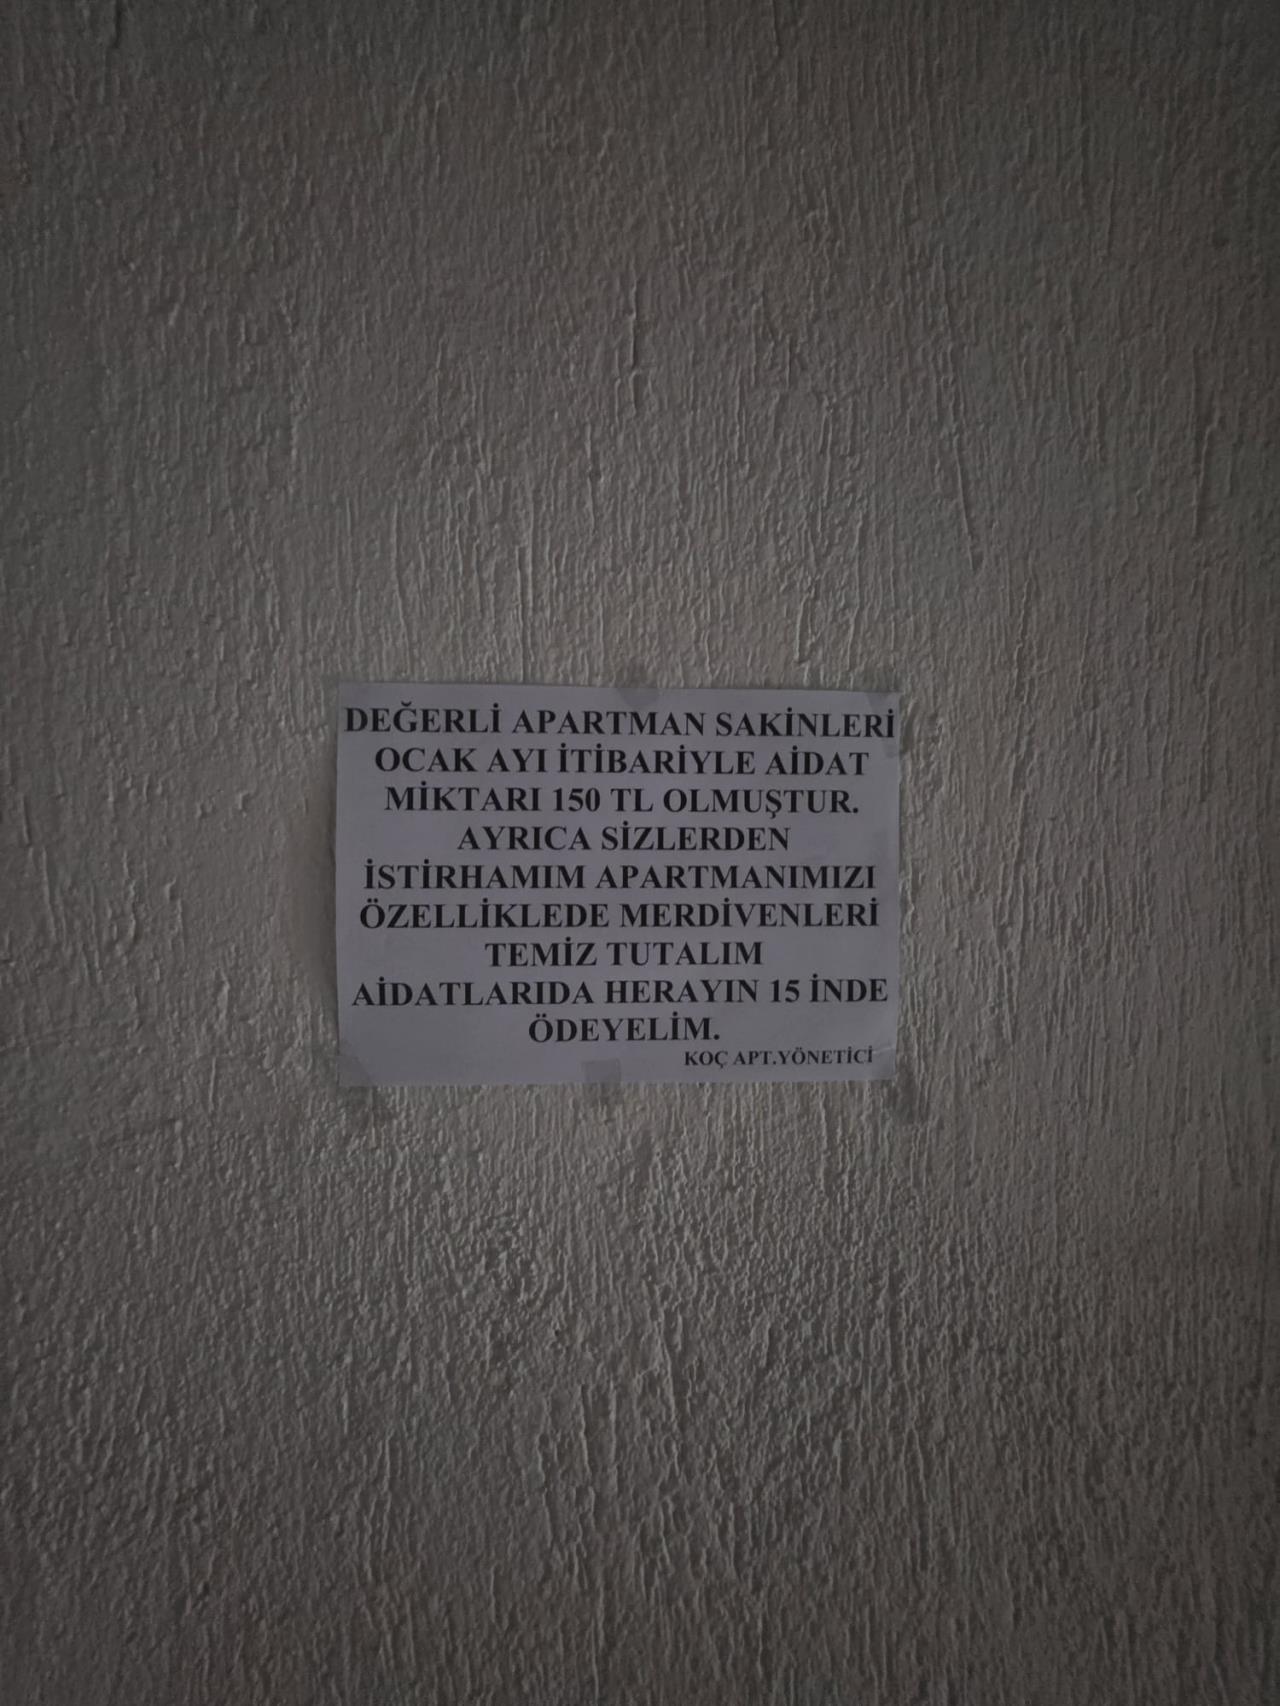 DEĞERLİ APARTMAN SAKİNLERİ
OCAK AYI İTİBARİYLE AİDAT
MİKTARI 150 TL OLMUŞTUR.
AYRICA SİZLERDEN
İSTİRHAMIM APARTMANIMIZI
ÖZELLİKLEDE MERDİVENLERİ
TEMİZ TUTALIM
AİDATLARIDA HERAYIN 15 İNDE
ÖDEYELİM.
KOÇ APT.YÖNETİCİ